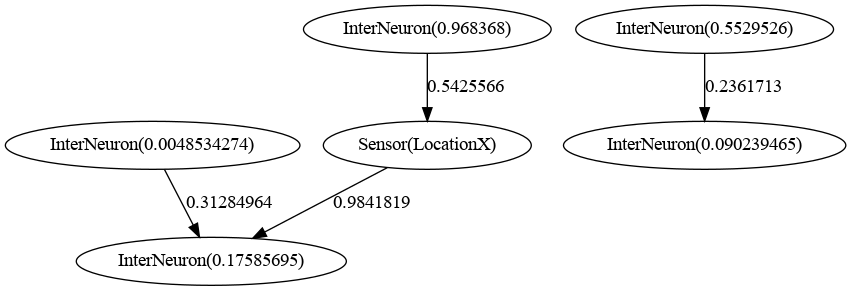 InterNeuron(0.968368)
InterNeuron(0.5529526)
0.5425566
0.2361713
InterNeuron(0.0048534274)
Sensor(LocationX)
InterNeuron(0.090239465)
0.31284964
0.9841819
InterNeuron(0.17585695)